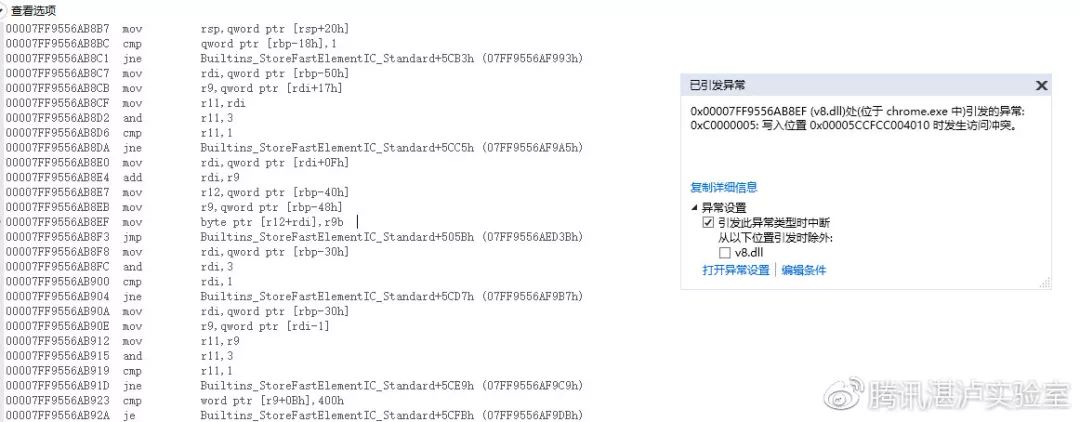 查看选项
00007FF9556AB8B7 mov rsp,qword ptr [rsp+20h]
00007FF9556AB8BC cmp qword ptr [rbp-18h],1
00007FF9556AB8C1 jne Builtins_StoreFastElementIC_Standard+5CB3h (07FF9556AF993h)
00007FF9556AB8C7 mov rdi,qword ptr [rbp-50h]
00007FF9556AB8CB mov r9,qword ptr [rdi+17h]
00007FF9556AB8CF mov r11,rdi
00007FF9556AB8D2 and r11,3
00007FF9556AB8D6 cmp r11,1
00007FF9556AB8DA jne Builtins_StoreFastElementIC_Standard+5CC5h (07FF9556AF9A5h)
00007FF9556AB8E0 mov rdi,qword ptr [rdi+0Fh]
00007FF9556AB8E4 add rdi,r9
00007FF9556AB8E7 mov r12,qword ptr [rbp-40h]
00007FF9556AB8EB mov r9,qword ptr [rbp-48h]
00007FF9556AB8EF mov byte ptr [r12+rdi],r9b
00007FF9556AB8F3 jmp Builtins_StoreFastElementIC_Standard+505Bh (07FF9556AED3Bh)
00007FF9556AB8F8 mov rdi,qword ptr [rbp-30h]
00007FF9556AB8FC and rdi,3
00007FF9556AB900 cmp rdi,1
00007FF9556AB904 jne Builtins_StoreFastElementIC_Standard+5CD7h (07FF9556AF9B7h)
00007FF9556AB90A mov rdi,qword ptr [rbp-30h]
00007FF9556AB90E mov r9,qword ptr [rdi-1]
00007FF9556AB912 mov r11,r9
00007FF9556AB915 and r11,3
00007FF9556AB919 cmp r11,1
00007FF9556AB91D jne Builtins_StoreFastElementIC_Standard+5CE9h (07FF9556AF9C9h)
00007FF9556AB923 cmp word ptr [r9+0Bh],400h
00007FF9556AB92A je Builtins_StoreFastElementIC_Standard+5CFBh (07FF9556AF9DBh)
已引发异常
0x00007FF9556AB8EF (v8.dll)处(位于 chrome.exe 中)引发的异常:
0xC0000005: 写入位置 0x00005CCFCC004010 时发生访问冲突。
复制详细信息
异常设置
引发此异常类型时中断
从以下位置引发时除外:
v8.dll
打开异常设置 编辑条件
腾讯湛卢实验室